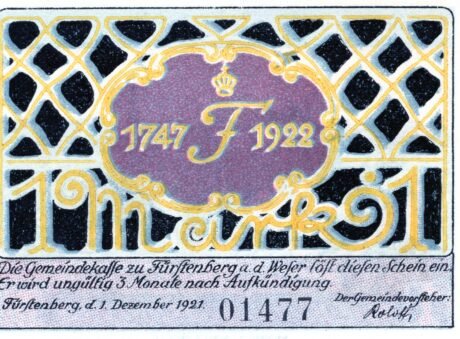 1747 F 1922
1 Mark 1
Die Gemeindekasse zu Fürstenberg a. d. Weser löst diesen Schein ein.
Er wird ungültig 3 Monate nach Aufkündigung.
Fürstenberg, d. 1. Dezember 1921. 01477 Der Gemeindevorsteher: